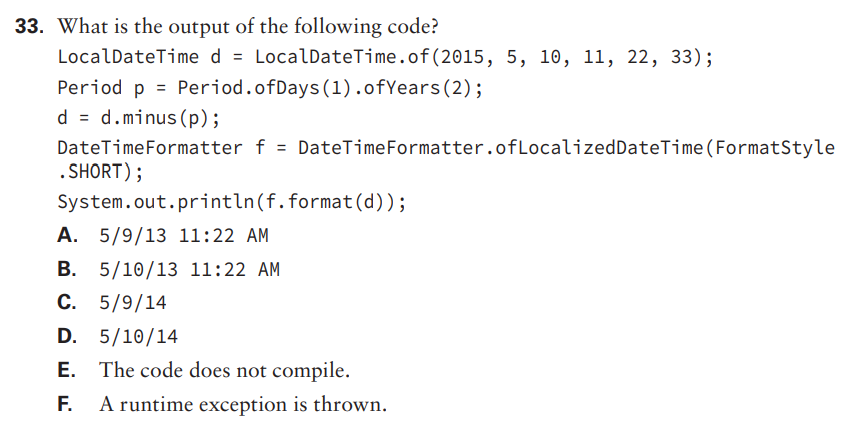 33. What is the output of the following code?
LocalDateTime d = LocalDateTime.of(2015, 5, 10, 11, 22, 33);
Period p = Period.ofDays(1).ofYears(2);
d = d.minus(p);
DateTimeFormatter f = DateTimeFormatter.ofLocalizedDateTime(FormatStyle
.SHORT);
System.out.println(f.format(d));
A. 5/9/13 11:22 AM
B. 5/10/13 11:22 AM
C. 5/9/14
D. 5/10/14
E. The code does not compile.
F. A runtime exception is thrown.